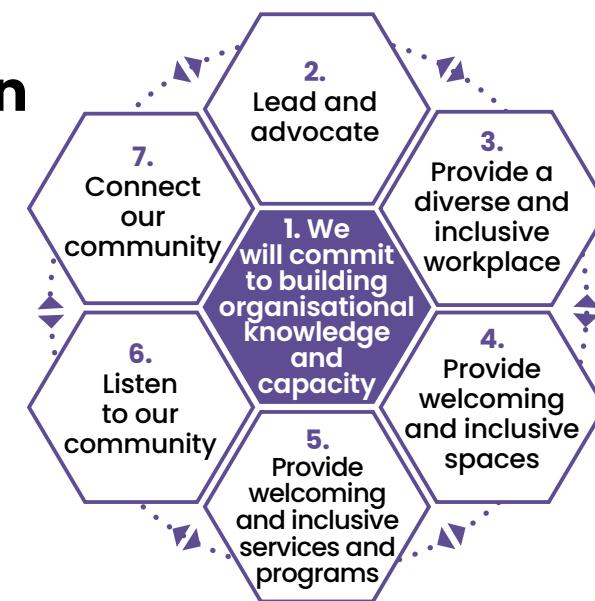 n
2.
Lead and
advocate
3.
Provide a
diverse and
inclusive
workplace
7.
Connect
our
community
1. We
will commit
to building
organisational
knowledge
and
capacity
4.
Provide
welcoming
and inclusive
spaces
6.
Listen
to our
community
5.
Provide
welcoming
and inclusive
services and
programs